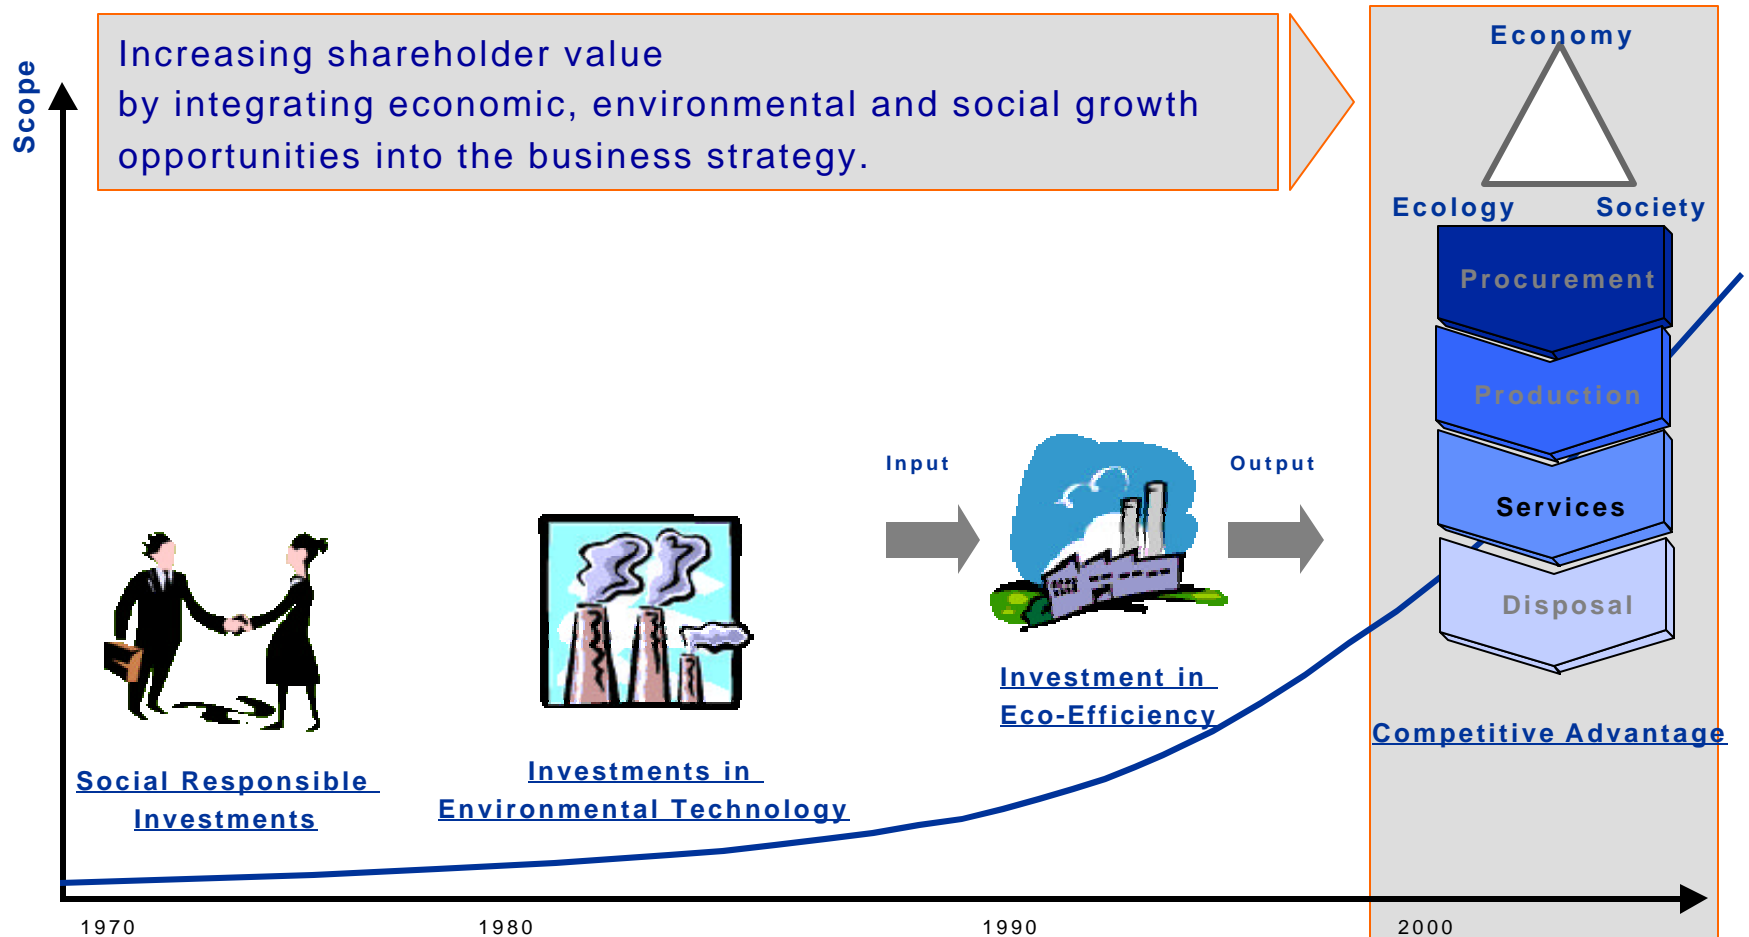 Increasing shareholder value
by integrating economic, environmental and social growth
opportunities into the business strategy.
Scope
Economy
Ecology
Society
Procurement
Production
Services
Disposal
Input
Output
Social Responsible
Investments
Investments in
Environmental Technology
Investment in
Eco-Efficiency
Competitive Advantage
1970
1980
1990
2000